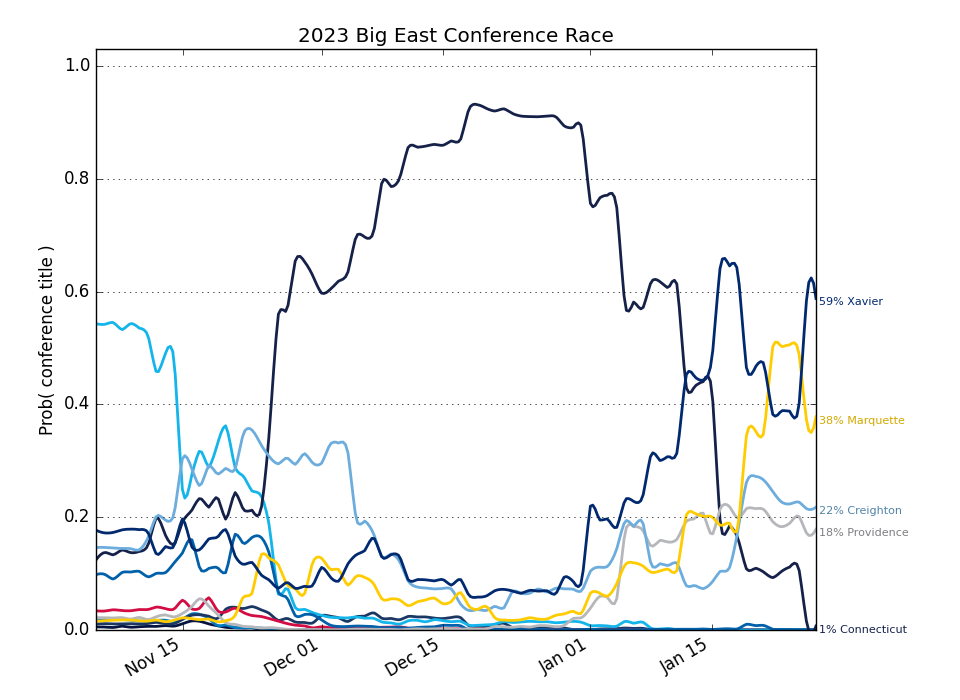 2023 Big East Conference Race
Prob( conference title )
1.0
0.8
0.6
0.4
0.2
0.0
59% Xavier
38% Marquette
22% Creighton
18% Providence
1% Connecticut
Nov 15
Dec 01
Dec 15
Jan 01
Jan 15